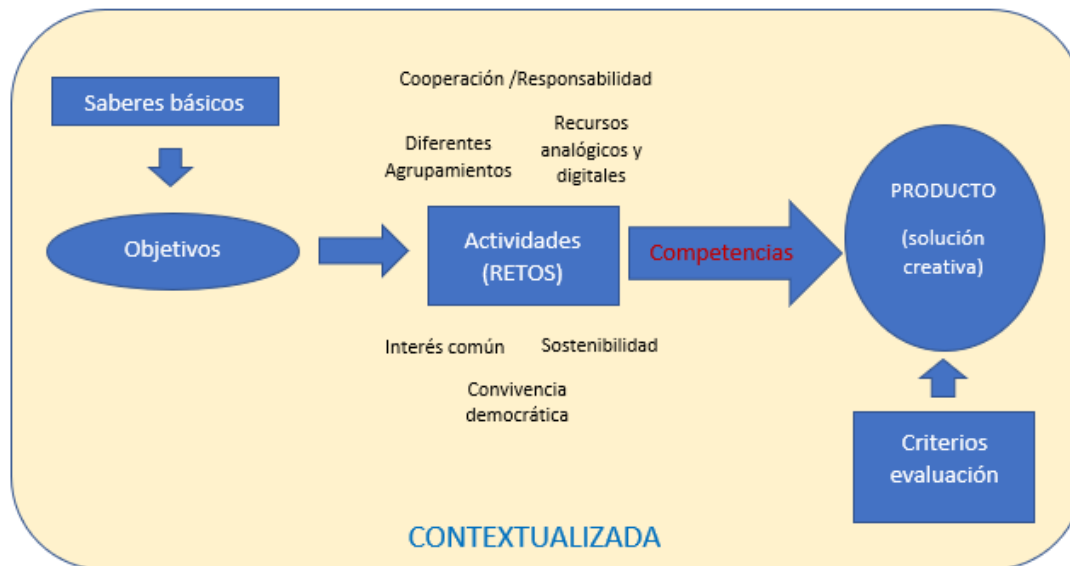 Cooperación /Responsabilidad
Saberes básicos
Diferentes
Agrupamientos
Recursos
analógicos y
digitales
Objetivos
Actividades
(RETOS)
Competencias
PRODUCTO
(solución
creativa)
Interés común
Sostenibilidad
Convivencia
democrática
Criterios
evaluación
CONTEXTUALIZADA